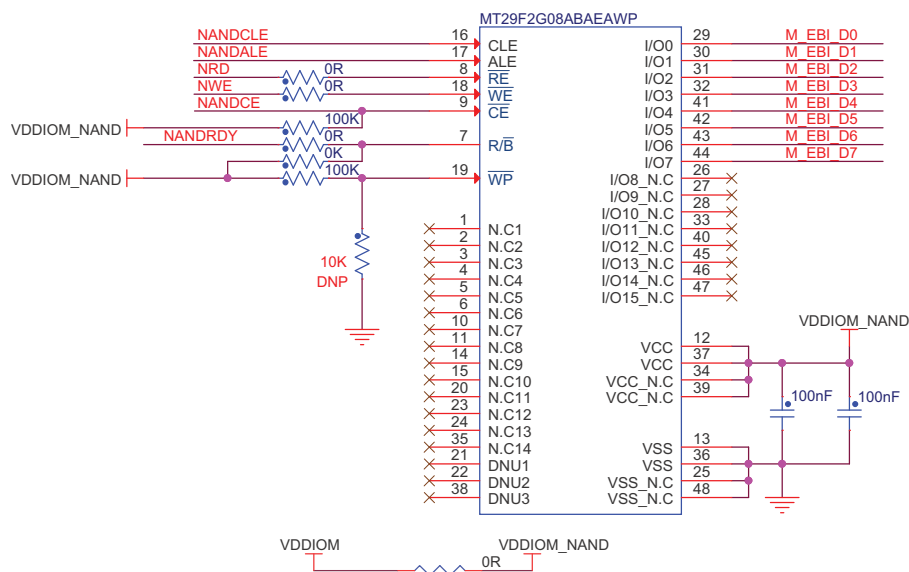 MT29F2G08ABAEAWP
NANDCLE 16 CLE I/O0 29 M_EBI_D0
NANDALE 17 ALE I/O1 30 M_EBI_D1
NRD 0R 8 RE I/O2 31 M_EBI_D2
NWE 0R 18 WE I/O3 32 M_EBI_D3
NANDCE 9 CE I/O4 41 M_EBI_D4
VDDIOM_NAND 100K I/O5 42 M_EBI_D5
NANDRDY 0R 7 R/B I/O6 43 M_EBI_D6
0K I/O7 44 M_EBI_D7
VDDIOM_NAND 100K 19 WP I/O8_N.C 26
I/O9_N.C 27
I/O10_N.C 28
1 N.C1 I/O11_N.C 33
2 N.C2 I/O12_N.C 40
3 N.C3 I/O13_N.C 45
10K
4 N.C4 I/O14_N.C 46
DNP
5 N.C5 I/O15_N.C 47
6 N.C6
10 N.C7
VDDIOM_NAND
11 N.C8 VCC 12
14 N.C9 VCC 37
15 N.C10 VCC_N.C 34
20 N.C11 VCC_N.C 39
100nF 100nF
23 N.C12
24 N.C13
35 N.C14 VSS 13
21 DNU1 VSS 36
22 DNU2 VSS_N.C 25
38 DNU3 VSS_N.C 48
VDDIOM VDDIOM_NAND
0R